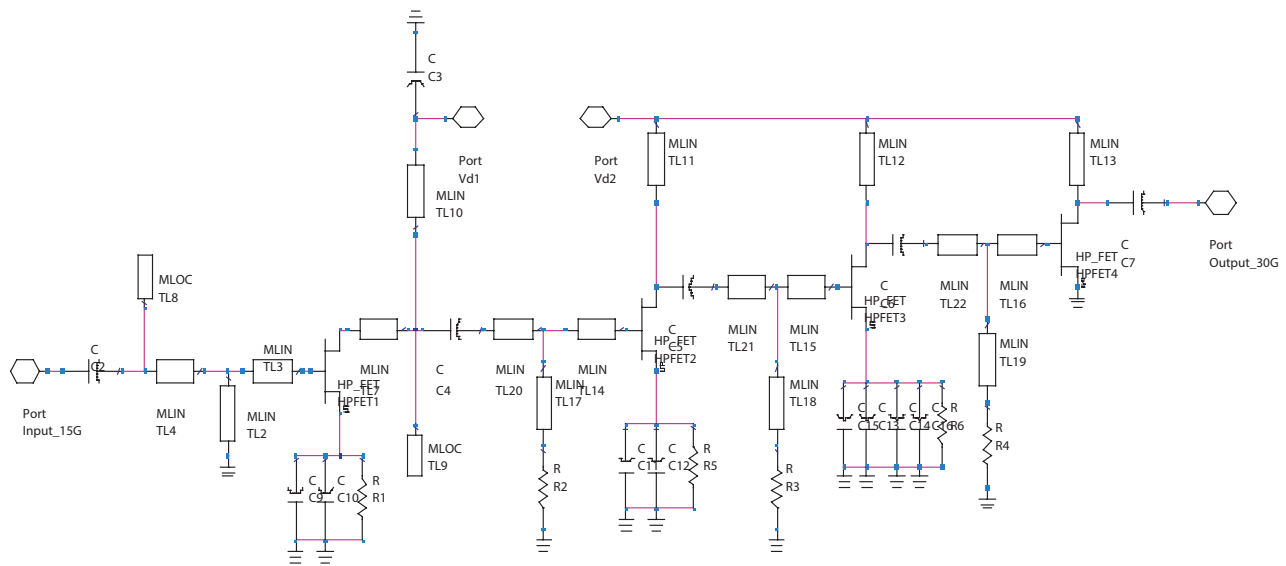 C
C3
Port
Vd1
Port
Vd2
MLIN
TL11
MLIN
TL12
MLIN
TL13
MLIN
TL10
MLOC
TL8
C
C2
MLIN
TL4
MLIN
TL2
MLIN
TL3
Port
Input_15G
HP_FET
HPFET1
MLIN
TL7
C
C4
MLIN
TL20
MLIN
TL14
MLIN
TL17
MLOC
TL9
C
C9
C
C10
R
R1
R
R2
HP_FET
HPFET2
C
C5
MLIN
TL21
MLIN
TL15
MLIN
TL18
C
C11
C
C12
R
R5
R
R3
HP_FET
HPFET3
C
C6
MLIN
TL22
MLIN
TL16
MLIN
TL19
C
C15
C
C13
C
C14
C
C16
R
R6
R
R4
HP_FET
HPFET4
C
C7
Port
Output_30G